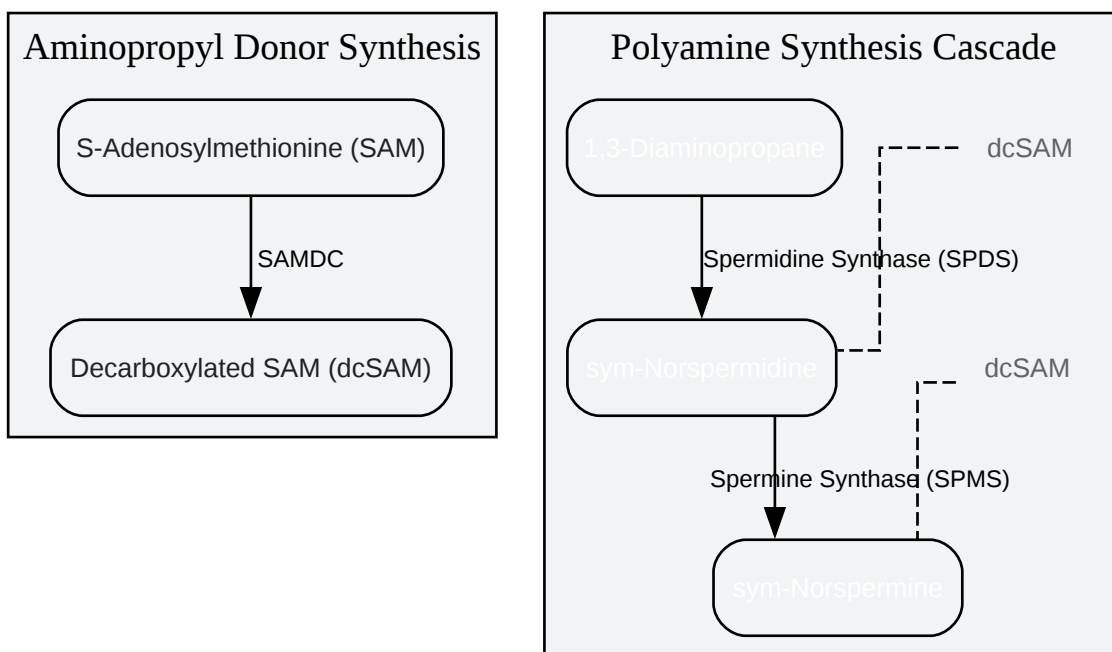 Aminopropyl Donor Synthesis
S-Adenosylmethionine (SAM)
SAMDC
Decarboxylated SAM (dcSAM)
Polyamine Synthesis Cascade
1,3-Diaminopropane
dcSAM
Spermidine Synthase (SPDS)
sym-Norspermidine
dcSAM
Spermine Synthase (SPMS)
sym-Norspermine